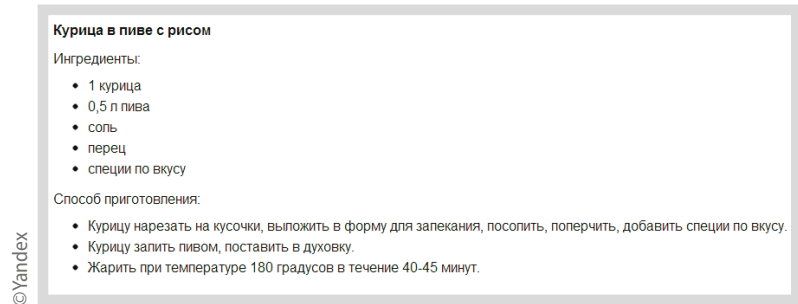 Курица в пиве с рисом
Ингредиенты:
• 1 курица
• 0,5 л пива
• соль
• перец
• специи по вкусу
Способ приготовления:
• Курицу нарезать на кусочки, выложить в форму для запекания, посолить, поперчить, добавить специи по вкусу.
• Курицу залить пивом, поставить в духовку.
• Жарить при температуре 180 градусов в течение 40-45 минут.
©Yandex